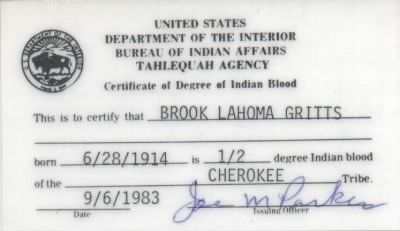 UNITED STATES
DEPARTMENT OF THE INTERIOR
BUREAU OF INDIAN AFFAIRS
TAHLEQUAH AGENCY
Certificate of Degree of Indian Blood
This is to certify that BROOK LAHOMA GRITTS
born 6/28/1914 is 1/2 degree Indian blood
of the CHEROKEE Tribe.
9/6/1983 Joe M Parker
Date Issuing Officer